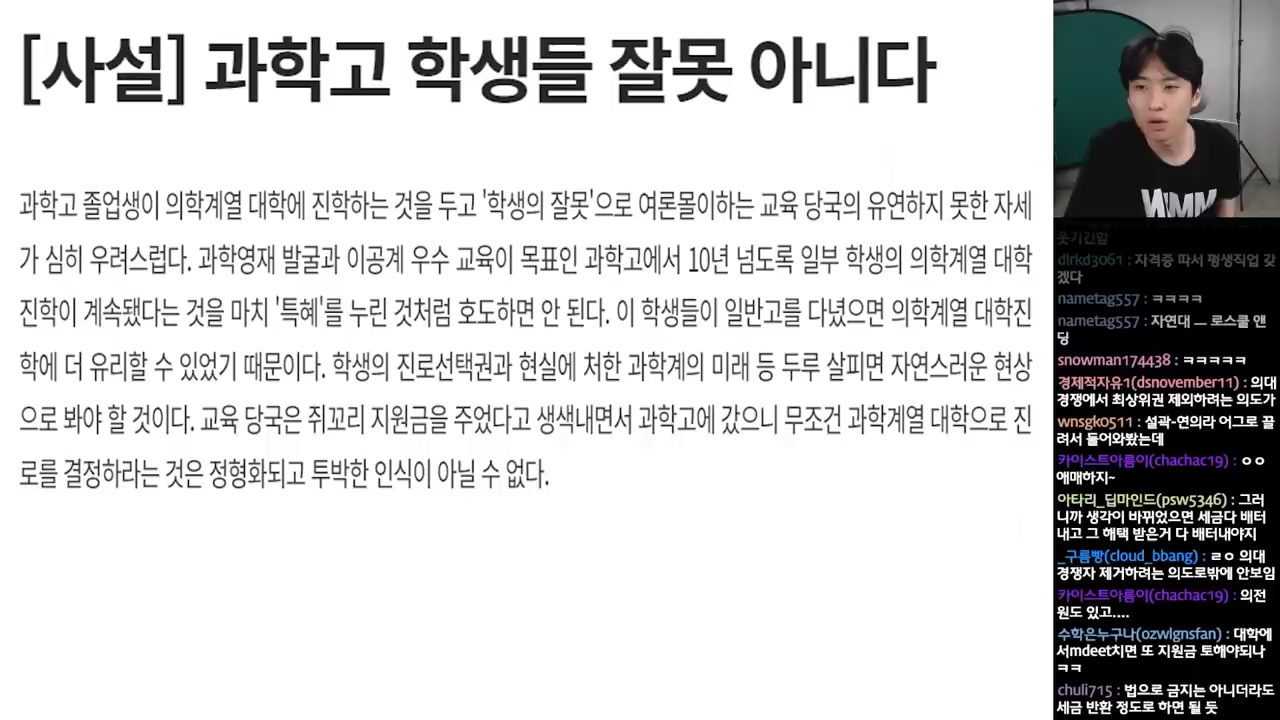 [사설] 과학고 학생들 잘못 아니다
과학고 졸업생이 의학계열 대학에 진학하는 것을 두고 '학생의 잘못'으로 여론몰이하는 교육 당국의 유연하지 못한 자세
가 심히 우려스럽다. 과학영재 발굴과 이공계 우수 교육이 목표인 과학고에서 10년 넘도록 일부 학생의 의학계열 대학
진학이 계속됐다는 것을 마치 '특혜'를 누린 것처럼 호도하면 안 된다. 이 학생들이 일반고를 다녔으면 의학계열 대학진
학에 더 유리할 수 있었기 때문이다. 학생의 진로선택권과 현실에 처한 과학계의 미래 등 두루 살피면 자연스러운 현상
으로 봐야 할 것이다. 교육 당국은 쥐꼬리 지원금을 주었다고 생색내면서 과학고에 갔으니 무조건 과학계열 대학으로 진
로를 결정하라는 것은 정형화되고 투박한 인식이 아닐 수 없다.
웃기긴함
dlrkd3061 : 자격증 따서 평생직업 갖
겠다
nametag557 : ㅋㅋㅋㅋ
nametag557 : 자연대 ㅡ 로스쿨 앤
딩
snowman174438 : ㅋㅋㅋㅋㅋ
경제적자유1(dsnovember11) : 의대
경쟁에서 최상위권 제외하려는 의도가
wnsgk0511 : 설곽-연의라 어그로 끌
려서 들어와봤는데
카이스트아름이(chachac19) : ㅇㅇ
애매하지~
아타리_딥마인드(psw5346) : 그러
니까 생각이 바뀌었으면 세금다 배터
내고 그 해택 받은거 다 배터내야지
_구름빵(cloud_bbang) : ㄹㅇ 의대
경쟁자 제거하려는 의도로밖에 안보임
카이스트아름이(chachac19) : 의전
원도 있고....
수학은누구나(ozwlgnsfan) : 대학에
서mdeet치면 또 지원금 토해야되나
ㅋㅋ
chuli715 : 법으로 금지는 아니더라도
세금 반환 정도로 하면 될 듯